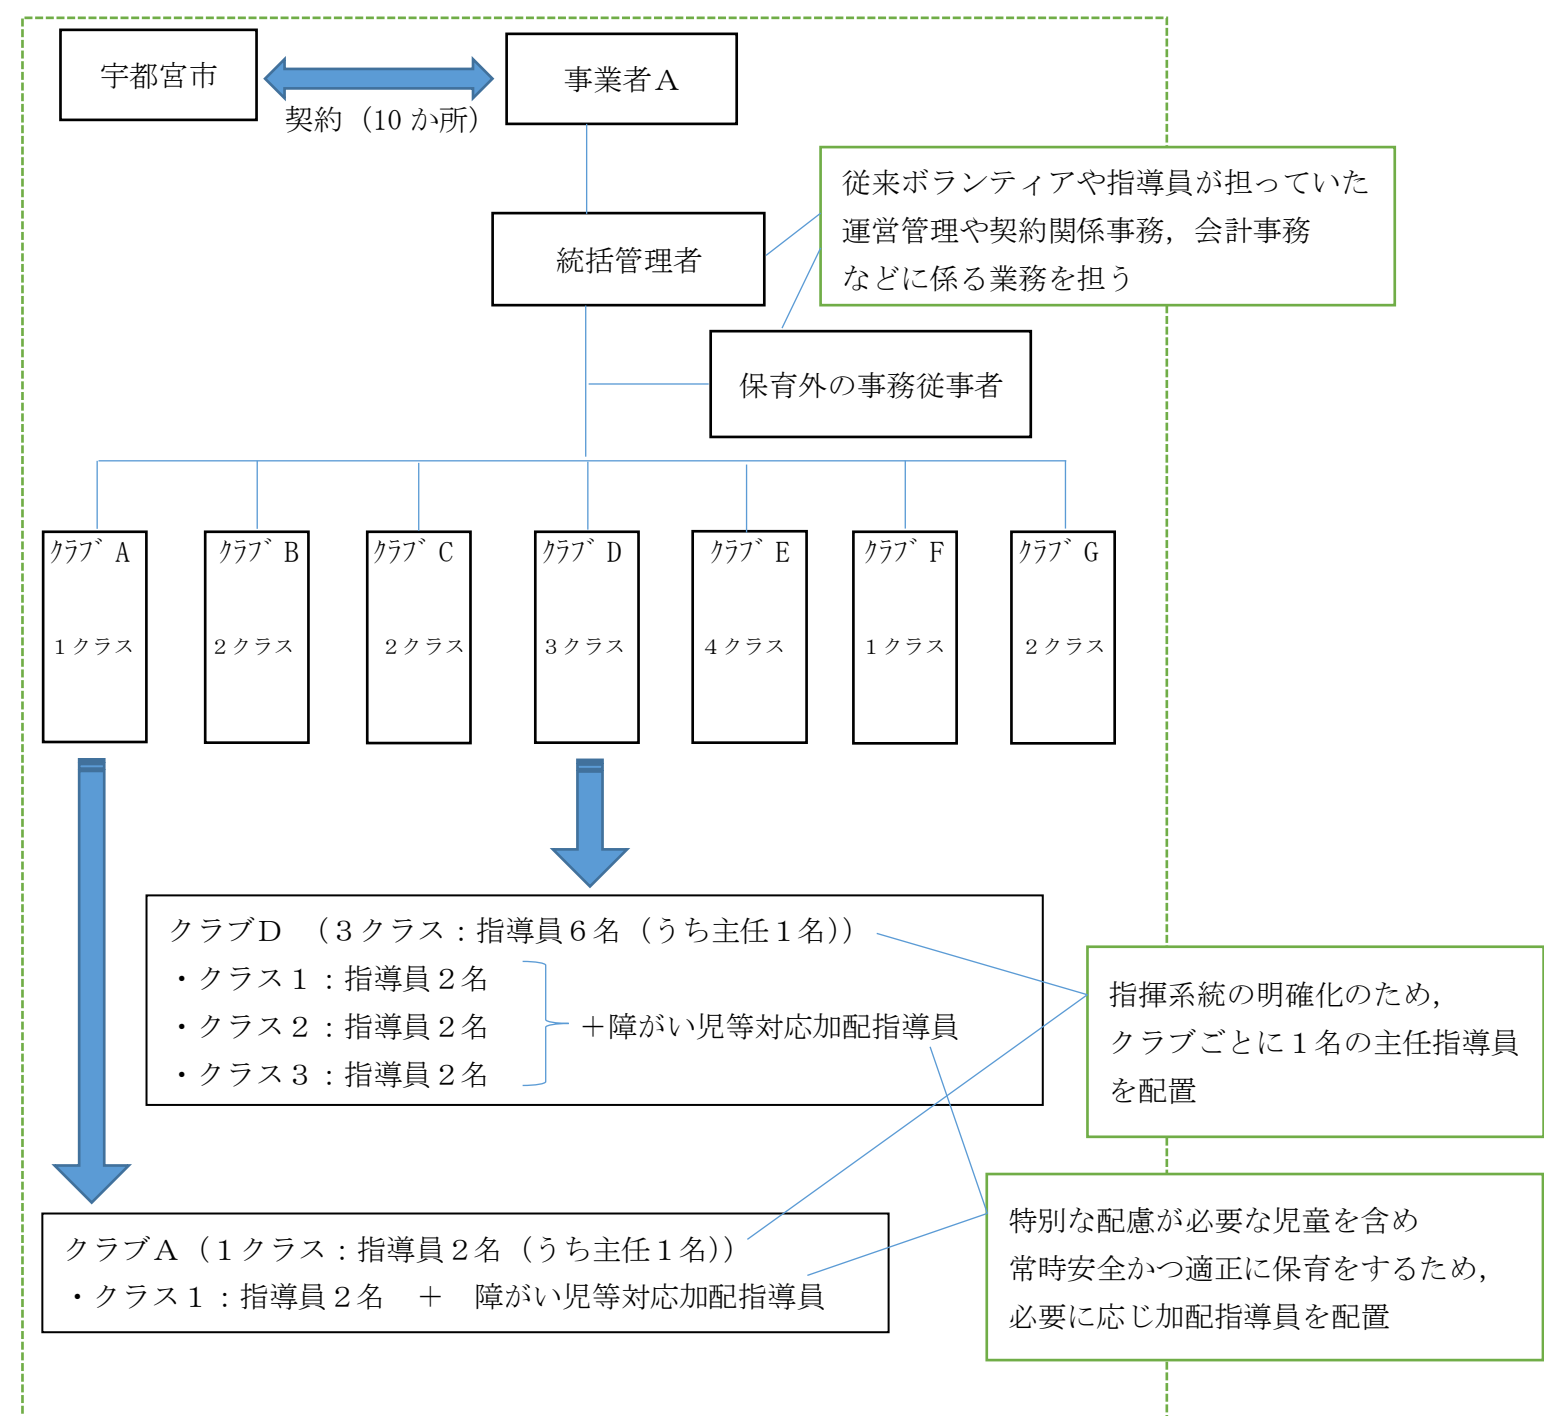 宇都宮市
事業者Ａ
契約（10 か所）
従来ボランティアや指導員が担っていた
運営管理や契約関係事務，会計事務
などに係る業務を担う
統括管理者
保育外の事務従事者
ｸﾗﾌﾞ A
１クラス
ｸﾗﾌﾞ B
２クラス
ｸﾗﾌﾞ C
２クラス
ｸﾗﾌﾞ D
３クラス
ｸﾗﾌﾞ E
４クラス
ｸﾗﾌﾞ F
１クラス
ｸﾗﾌﾞ G
２クラス
クラブＤ　（３クラス：指導員６名（うち主任１名））
・クラス１：指導員２名
・クラス２：指導員２名
・クラス３：指導員２名
＋障がい児等対応加配指導員
指揮系統の明確化のため，
クラブごとに１名の主任指導員
を配置
クラブＡ（１クラス：指導員２名（うち主任１名））
・クラス１：指導員２名　＋　障がい児等対応加配指導員
特別な配慮が必要な児童を含め
常時安全かつ適正に保育をするため，
必要に応じ加配指導員を配置